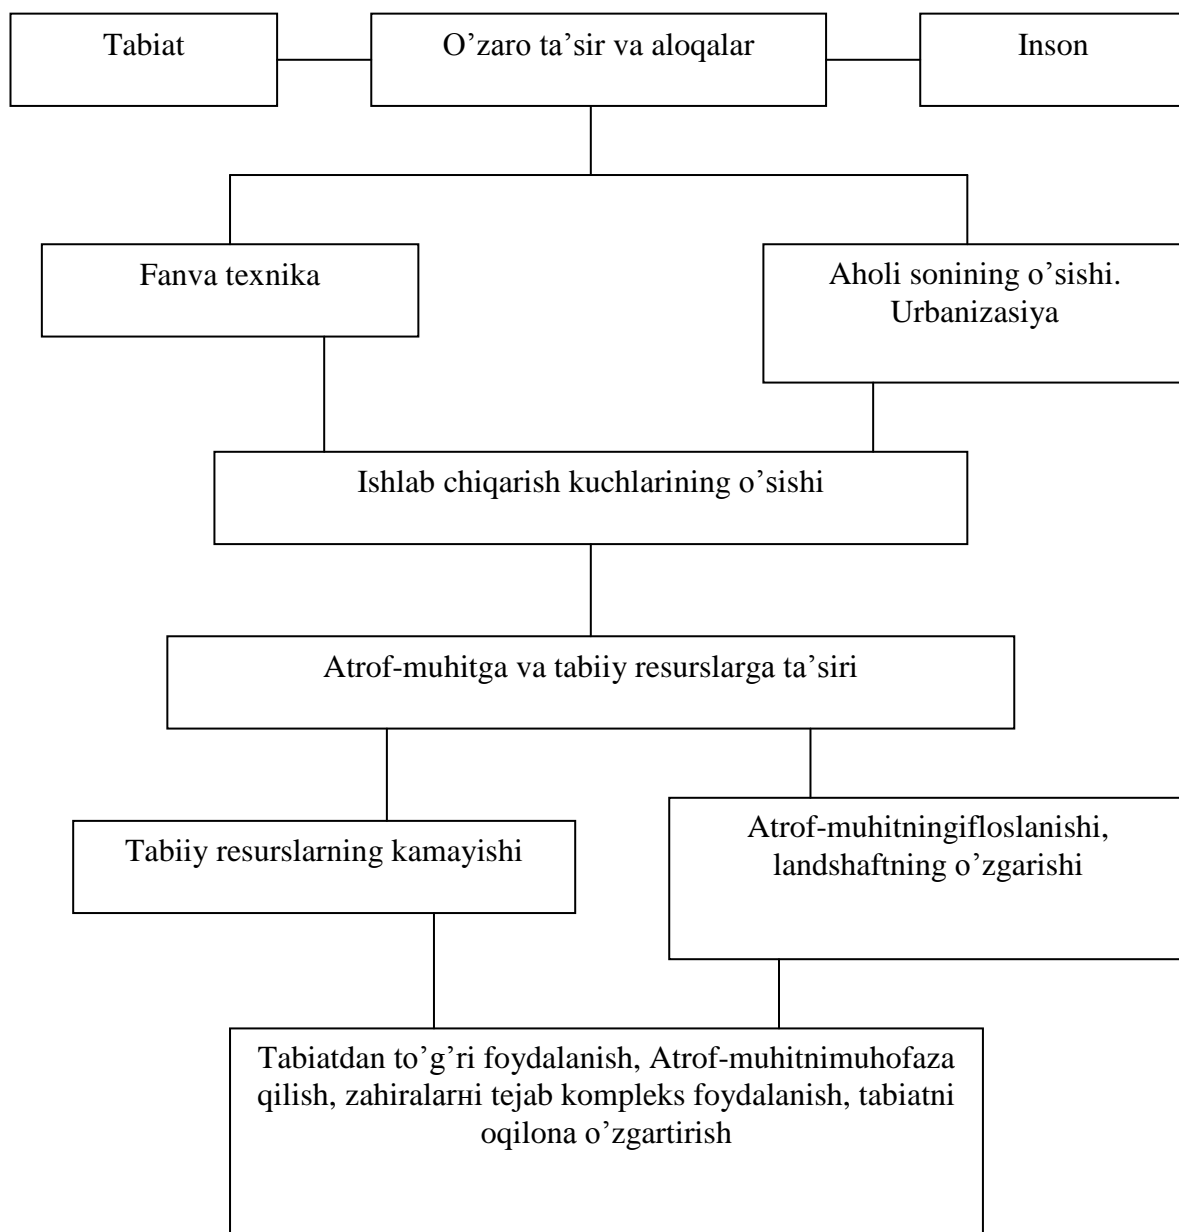 Tabiat
O’zaro ta’sir va aloqalar
Inson
Fanva texnika
Aholi sonining o’sishi.
Urbanizasiya
Ishlab chiqarish kuchlarining o’sishi
Atrof-muhitga va tabiiy resurslarga ta’siri
Tabiiy resurslarning kamayishi
Atrof-muhitningifloslanishi,
landshaftning o’zgarishi
Tabiatdan to’g’ri foydalanish, Atrof-muhitnimuhofaza
qilish, zahiralarни tejab kompleks foydalanish, tabiatni
oqilona o’zgartirish